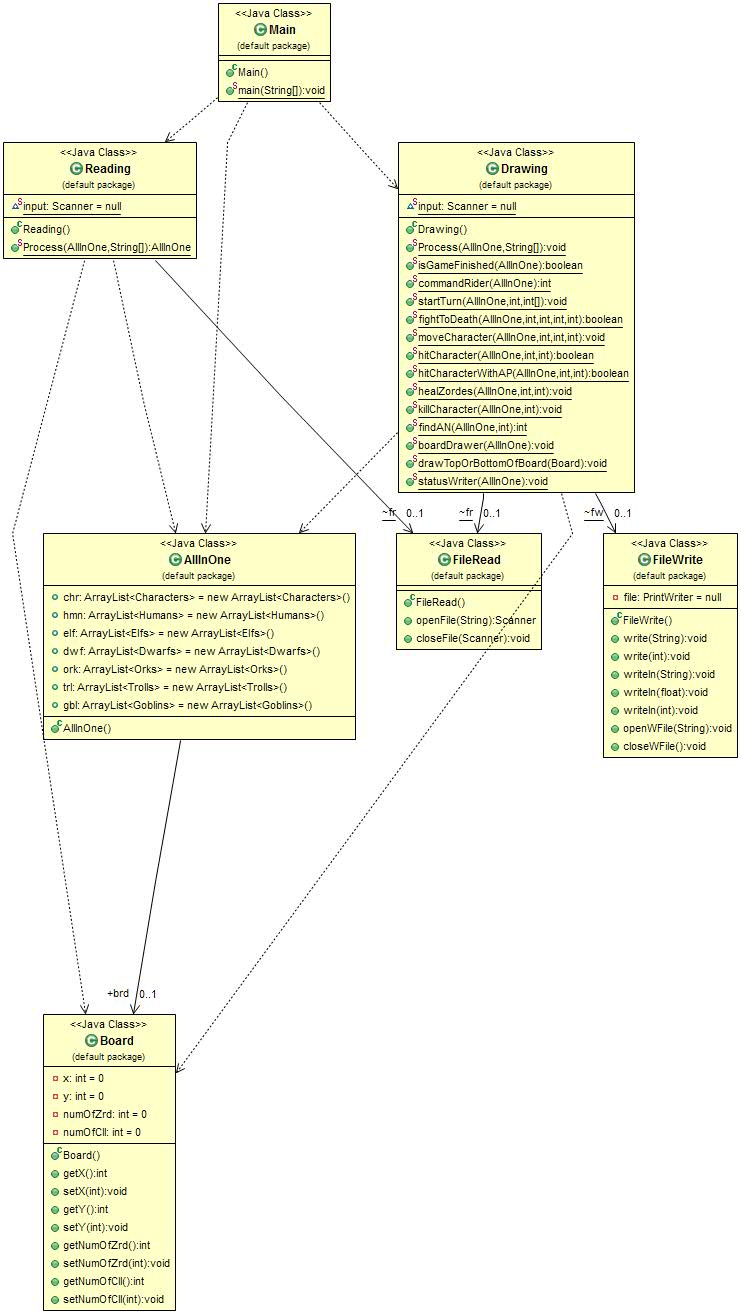 <<Java Class>>
Main
(default package)
Main()
main(String[]):void
<<Java Class>>
Reading
(default package)
input: Scanner = null
Reading()
Process(AllInOne,String[]):AllInOne
<<Java Class>>
Drawing
(default package)
input: Scanner = null
Drawing()
Process(AllInOne,String[]):void
isGameFinished(AllInOne):boolean
commandRider(AllInOne):int
startTurn(AllInOne,int,int[]):void
fightToDeath(AllInOne,int,int,int,int):boolean
moveCharacter(AllInOne,int,int,int):void
hitCharacter(AllInOne,int,int):boolean
hitCharacterWithAP(AllInOne,int,int):boolean
healZordes(AllInOne,int,int):void
killCharacter(AllInOne,int):void
findAN(AllInOne,int):int
boardDrawer(AllInOne):void
drawTopOrBottomOfBoard(Board):void
statusWriter(AllInOne):void
~fr 0..1
~fr 0..1
~fw 0..1
<<Java Class>>
AllInOne
(default package)
chr: ArrayList<Characters> = new ArrayList<Characters>()
hmn: ArrayList<Humans> = new ArrayList<Humans>()
elf: ArrayList<Elfs> = new ArrayList<Elfs>()
dwf: ArrayList<Dwarfs> = new ArrayList<Dwarfs>()
ork: ArrayList<Orks> = new ArrayList<Orks>()
trl: ArrayList<Trolls> = new ArrayList<Trolls>()
gbl: ArrayList<Goblins> = new ArrayList<Goblins>()
AllInOne()
<<Java Class>>
FileRead
(default package)
FileRead()
openFile(String):Scanner
closeFile(Scanner):void
<<Java Class>>
FileWrite
(default package)
file: PrintWriter = null
FileWrite()
write(String):void
write(int):void
writeln(String):void
writeln(float):void
writeln(int):void
openWFile(String):void
closeWFile():void
+brd 0..1
<<Java Class>>
Board
(default package)
x: int = 0
y: int = 0
numOfZrd: int = 0
numOfCll: int = 0
Board()
getX():int
setX(int):void
getY():int
setY(int):void
getNumOfZrd():int
setNumOfZrd(int):void
getNumOfCll():int
setNumOfCll(int):void